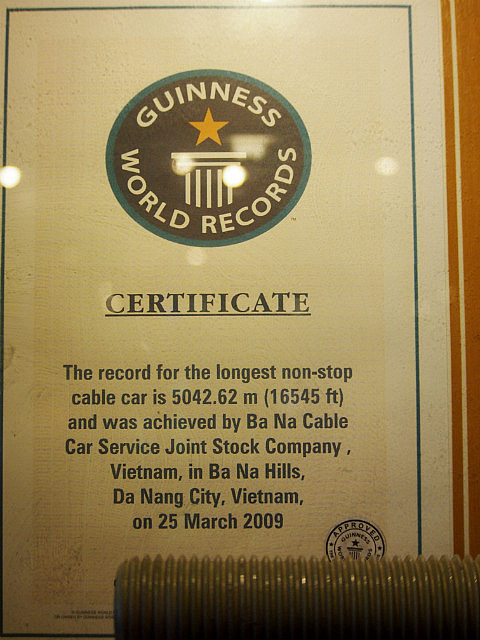 GUINNESS
WORLD RECORDS
™
CERTIFICATE
The record for the longest non-stop
cable car is 5042.62 m (16545 ft)
and was achieved by Ba Na Cable
Car Service Joint Stock Company ,
Vietnam, in Ba Na Hills,
Da Nang City, Vietnam,
on 25 March 2009
APPROVED
GUINNESS